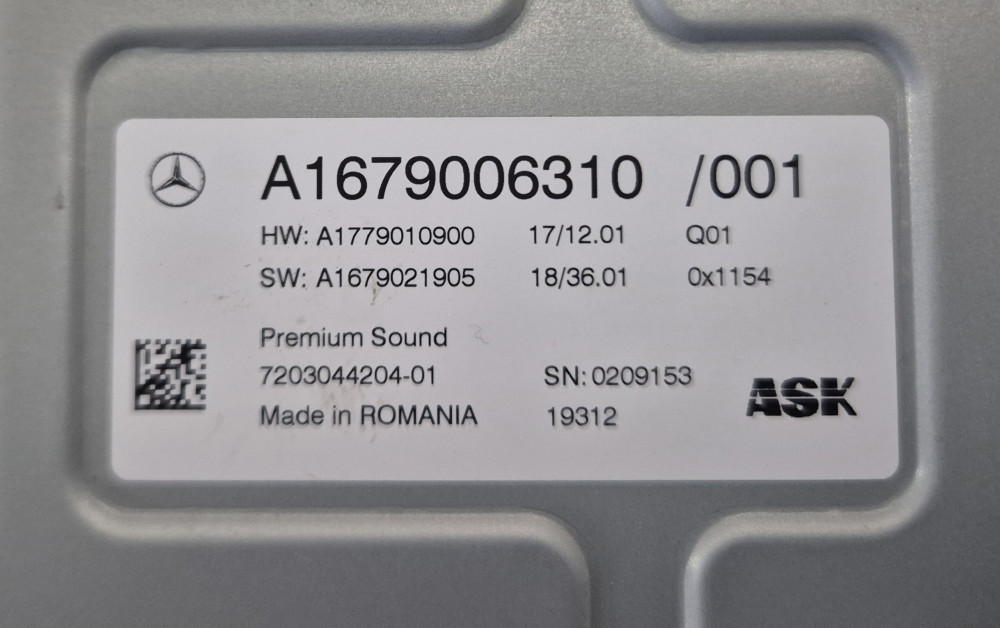 A1679006310 /001
HW: A1779010900 17/12.01 Q01
SW: A1679021905 18/36.01 0x1154
Premium Sound
7203044204-01 SN: 0209153
ASK
Made in ROMANIA 19312